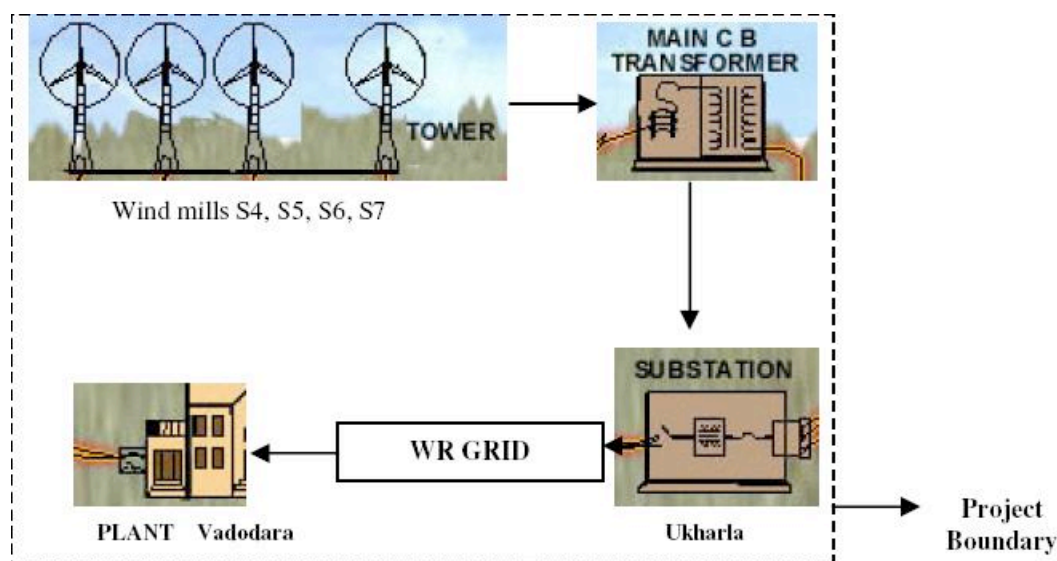 MAIN C B
TRANSFORMER
TOWER
Wind mills S4, S5, S6, S7
SUBSTATION
WR GRID
PLANT Vadodara
Ukharla
Project
Boundary